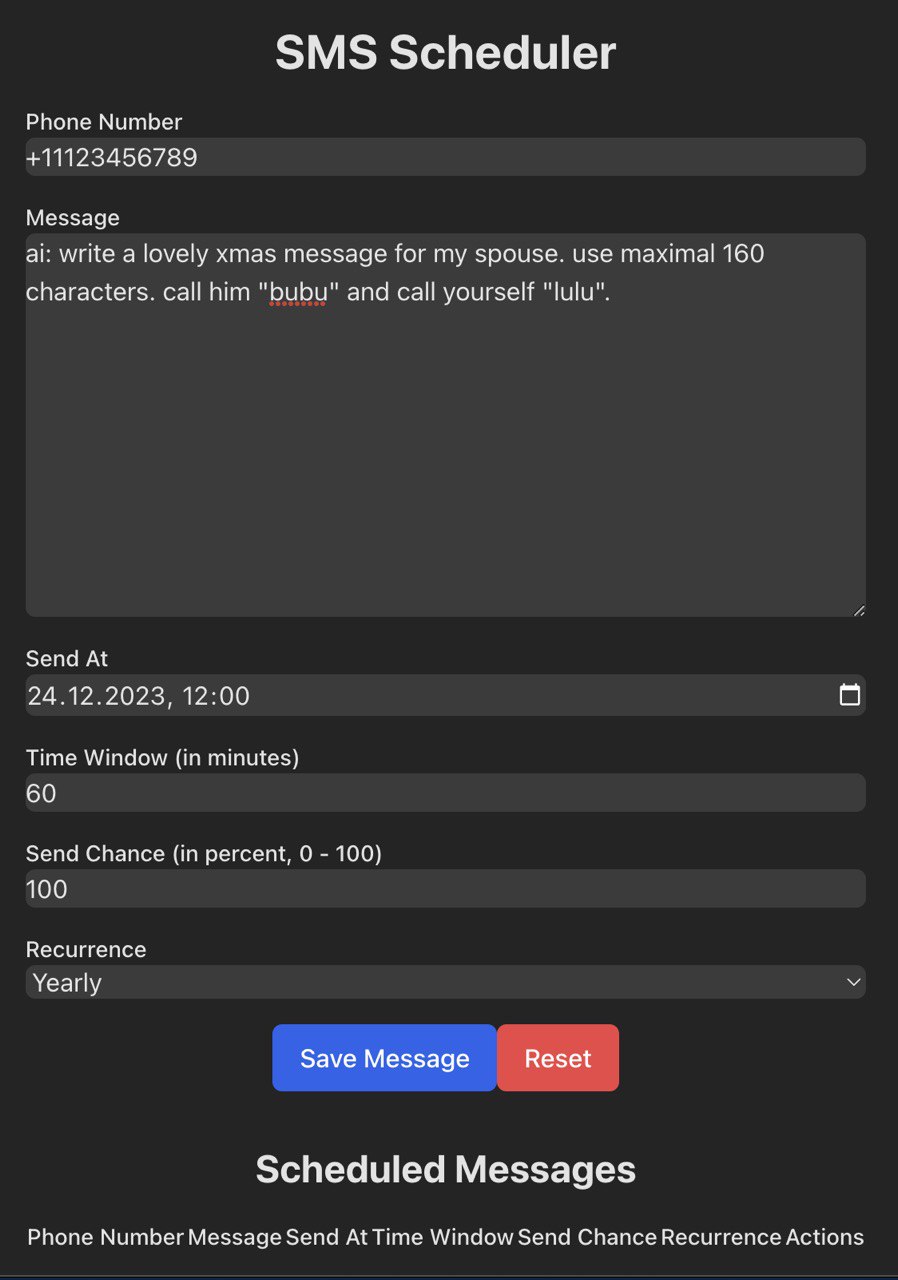 SMS Scheduler
Phone Number
+11123456789
Message
ai: write a lovely xmas message for my spouse. use maximal 160
characters. call him "bubu" and call yourself "lulu".
Send At
24.12.2023, 12:00
Time Window (in minutes)
60
Send Chance (in percent, 0 - 100)
100
Recurrence
Yearly
Save Message Reset
Scheduled Messages
Phone Number Message Send At Time Window Send Chance Recurrence Actions